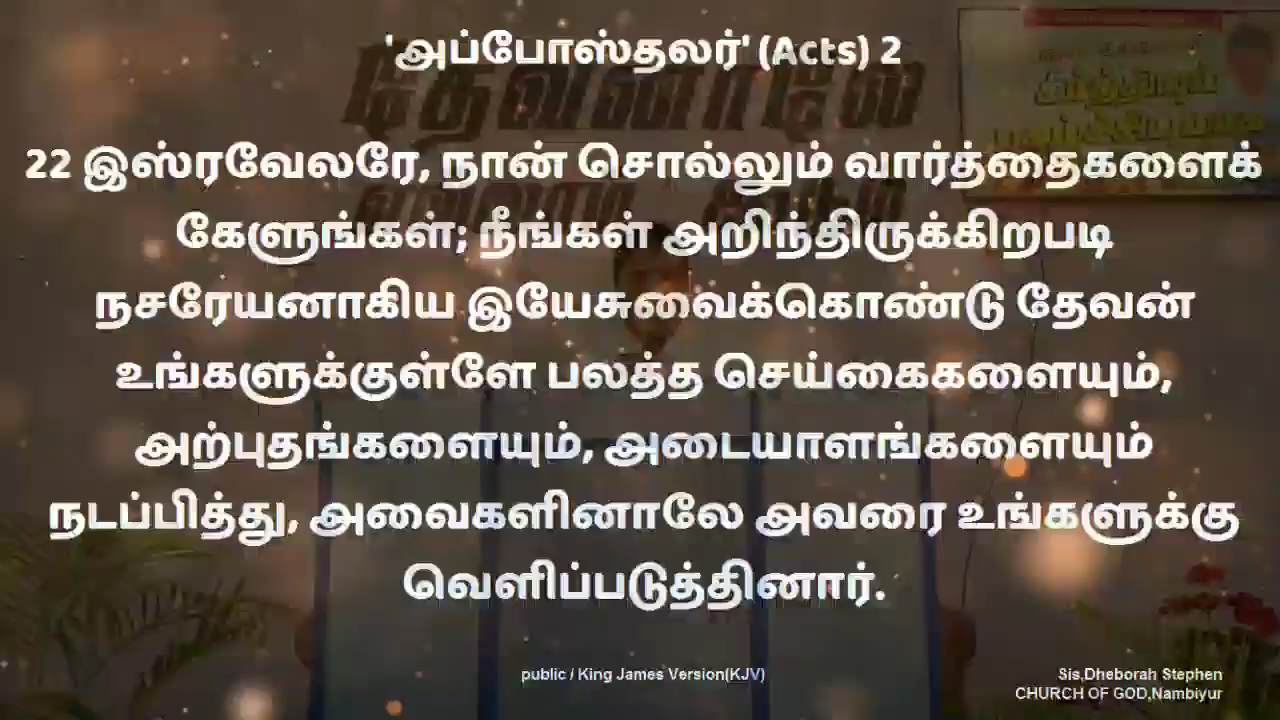 'அப்போஸ்தலர்' (Acts) 2
22 இஸ்ரவேலரே, நான் சொல்லும் வார்த்தைகளைக்
கேளுங்கள்; நீங்கள் அறிந்திருக்கிறபடி
நசரேயனாகிய இயேசுவைக்கொண்டு தேவன்
உங்களுக்குள்ளே பலத்த செய்கைகளையும்,
அற்புதங்களையும், அடையாளங்களையும்
நடப்பித்து, அவைகளினாலே அவரை உங்களுக்கு
வெளிப்படுத்தினார்.
public / King James Version(KJV)
Sis,Dheborah Stephen
CHURCH OF GOD,Nambiyur